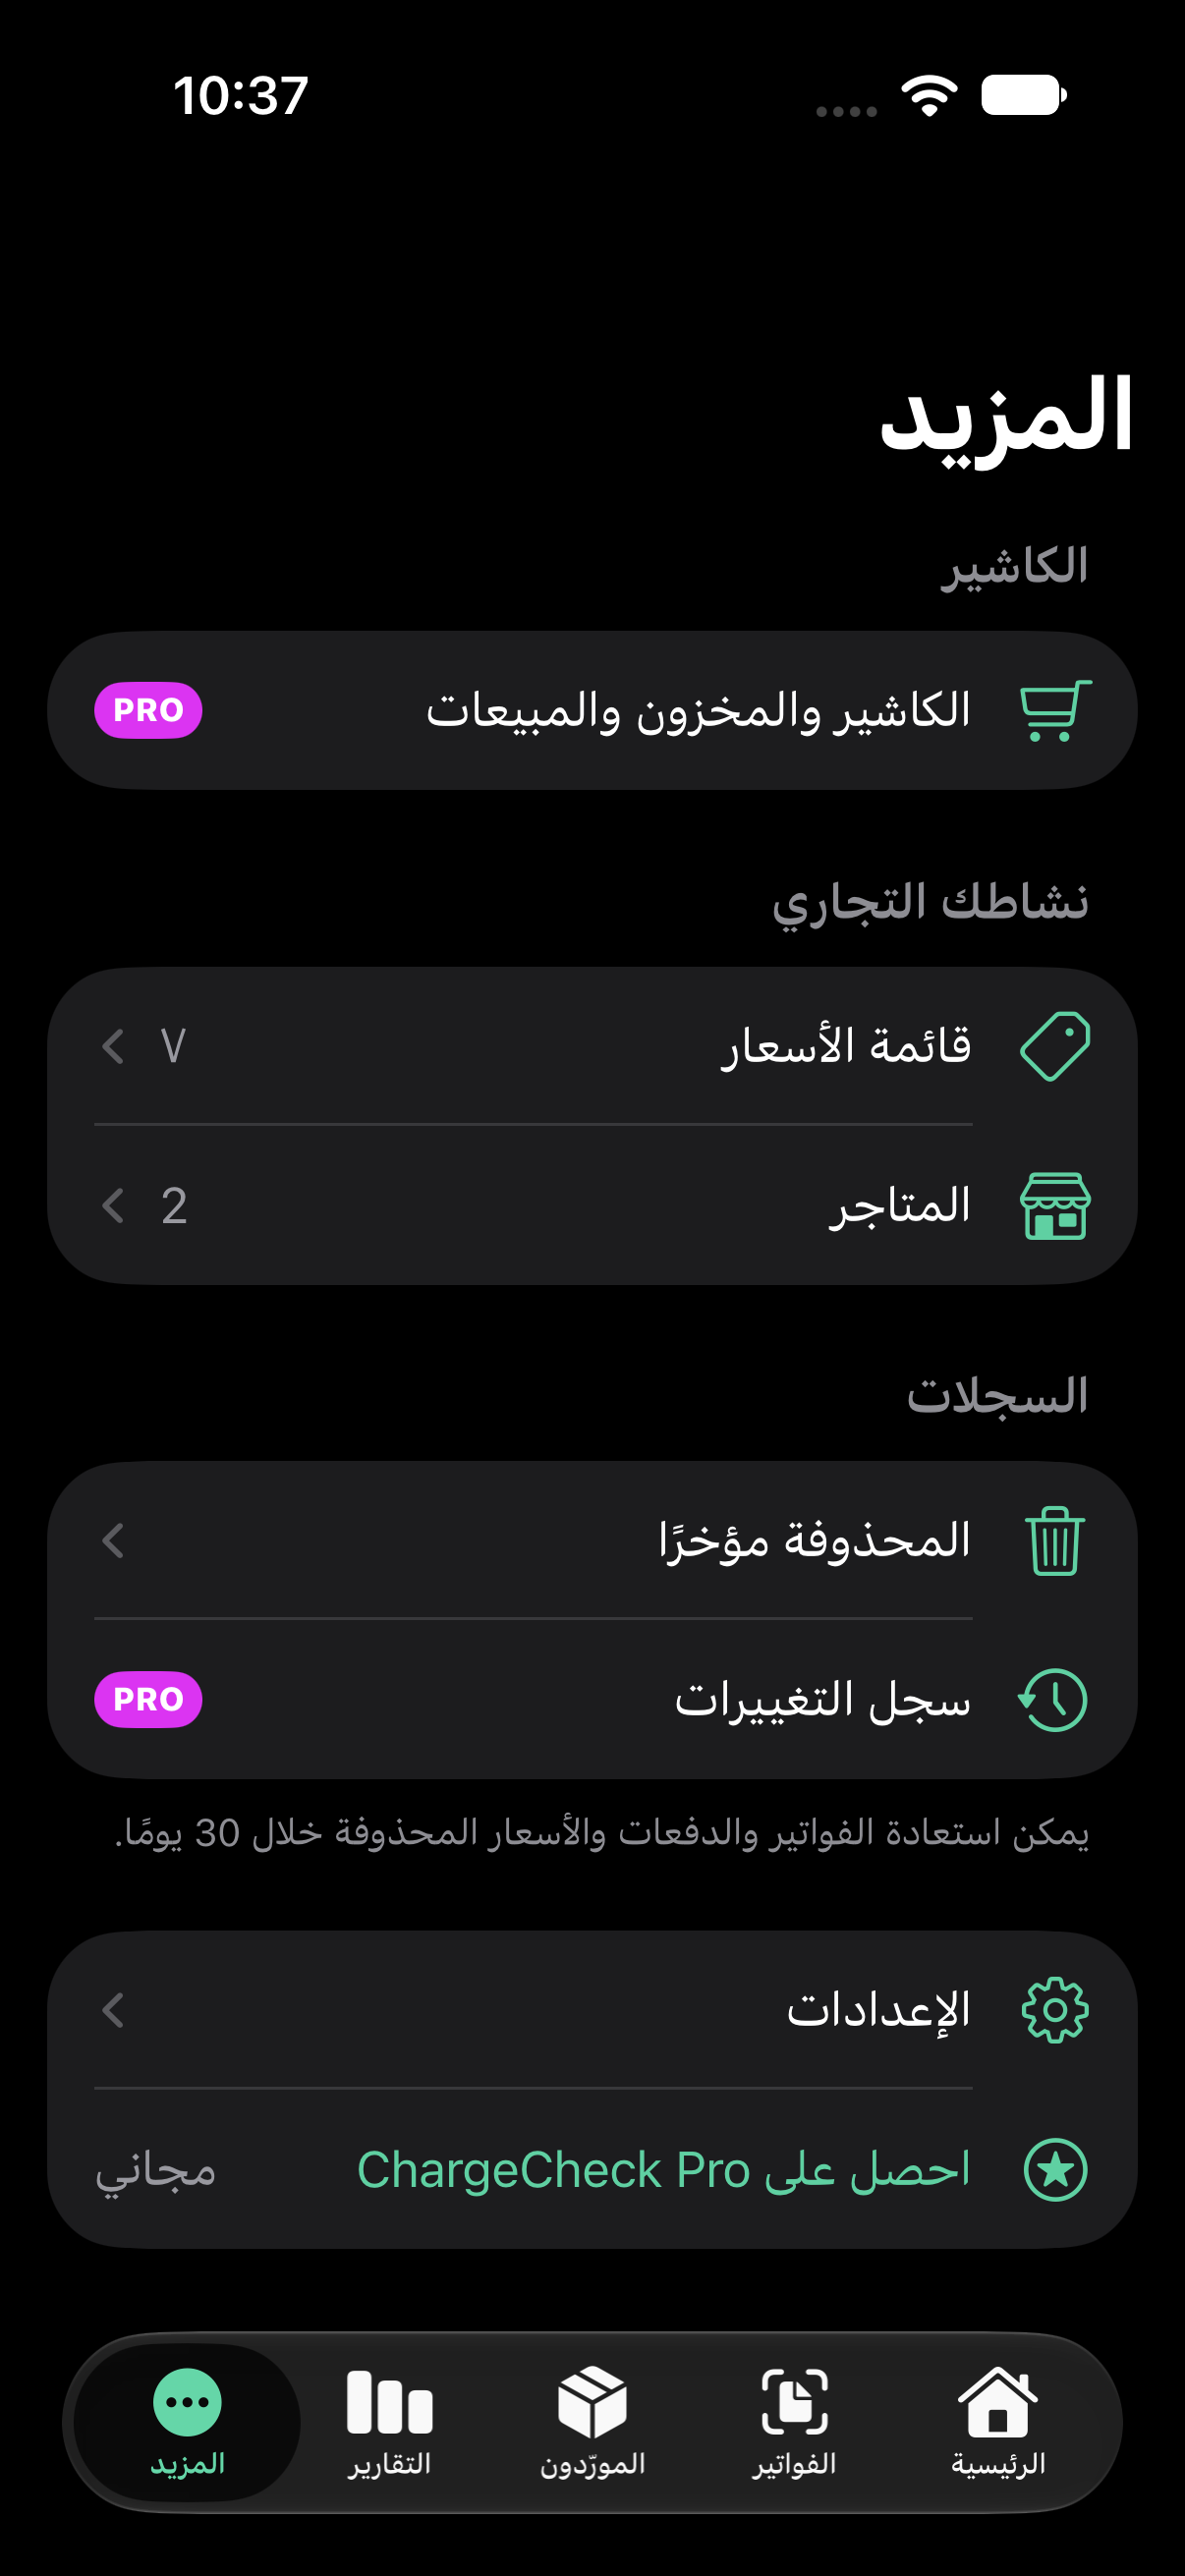 10:37
المزيد
الكاشير
الكاشير والمخزون والمبيعات PRO
نشاطك التجاري
قائمة الأسعار ٧
المتاجر 2
السجلات
المحذوفة مؤخرًا
سجل التغييرات PRO
يمكن استعادة الفواتير والدفعات والأسعار المحذوفة خلال 30 يومًا.
الإعدادات
احصل على ChargeCheck Pro مجاني
الرئيسية الفواتير المورّدون التقارير المزيد